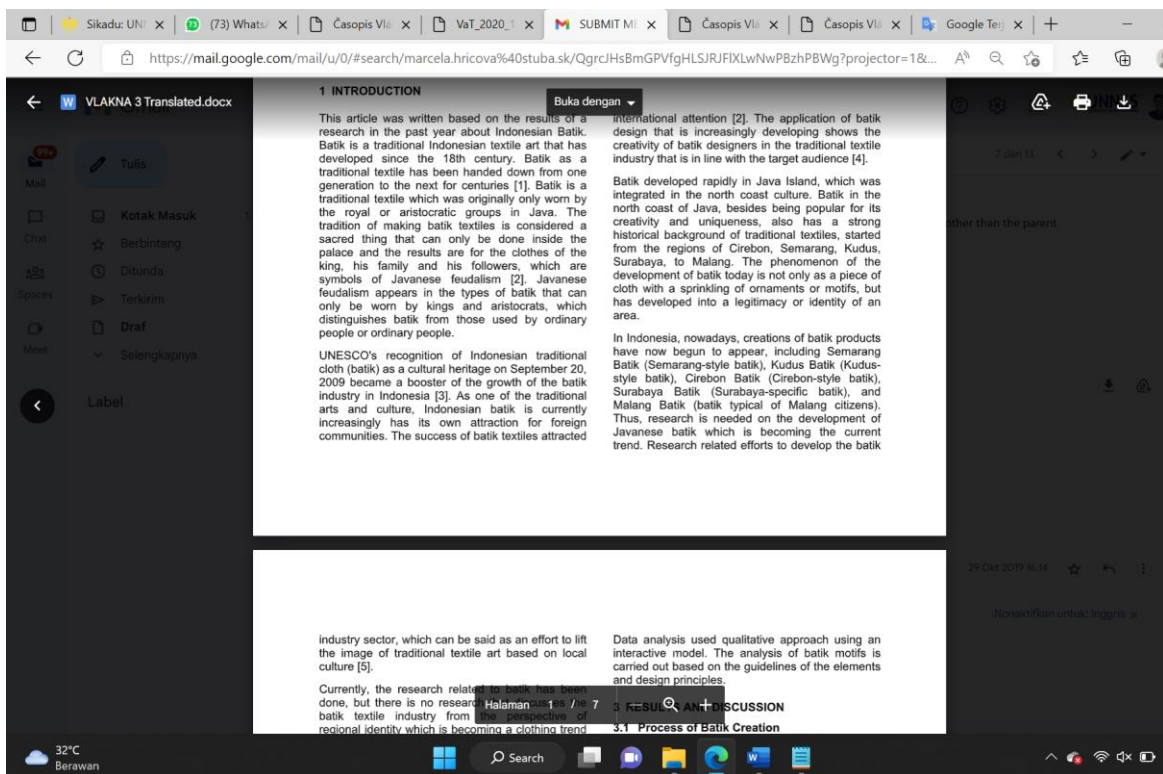 Sikadu: UN
(73) Whats
Časopis Vlá
VaT_2020_1
SUBMIT ME
Časopis Vlá
Časopis Vlá
Google Terj
https://mail.google.com/mail/u/0/#search/marcela.hricova%40stuba.sk/QgrcJHsBmGPVfgHLSJRJFlXLwNwPBzhPBWg?projector=1&...
VLAKNA 3 Translated.docx
Buka dengan
99+
Mail
Chat
Spaces
Meet
Tulis
Kotak Masuk
Berbintang
Ditunda
Terkirim
Draf
Selengkapnya
Label
7 dari 13
other than the parent
29 Okt 2019 16.14
Nonaktifkan untuk: Inggris x
1 INTRODUCTION
This article was written based on the results of a
research in the past year about Indonesian Batik.
Batik is a traditional Indonesian textile art that has
developed since the 18th century. Batik as a
traditional textile has been handed down from one
generation to the next for centuries [1]. Batik is a
traditional textile which was originally only worn by
the royal or aristocratic groups in Java. The
tradition of making batik textiles is considered a
sacred thing that can only be done inside the
palace and the results are for the clothes of the
king, his family and his followers, which are
symbols of Javanese feudalism [2]. Javanese
feudalism appears in the types of batik that can
only be worn by kings and aristocrats, which
distinguishes batik from those used by ordinary
people or ordinary people.
UNESCO's recognition of Indonesian traditional
cloth (batik) as a cultural heritage on September 20,
2009 became a booster of the growth of the batik
industry in Indonesia [3]. As one of the traditional
arts and culture, Indonesian batik is currently
increasingly has its own attraction for foreign
communities. The success of batik textiles attracted
international attention [2]. The application of batik
design that is increasingly developing shows the
creativity of batik designers in the traditional textile
industry that is in line with the target audience [4].
Batik developed rapidly in Java Island, which was
integrated in the north coast culture. Batik in the
north coast of Java, besides being popular for its
creativity and uniqueness, also has a strong
historical background of traditional textiles, started
from the regions of Cirebon, Semarang, Kudus,
Surabaya, to Malang. The phenomenon of the
development of batik today is not only as a piece of
cloth with a sprinkling of ornaments or motifs, but
has developed into a legitimacy or identity of an
area.
In Indonesia, nowadays, creations of batik products
have now begun to appear, including Semarang
Batik (Semarang-style batik), Kudus Batik (Kudus-
style batik), Cirebon Batik (Cirebon-style batik),
Surabaya Batik (Surabaya-specific batik), and
Malang Batik (batik typical of Malang citizens).
Thus, research is needed on the development of
Javanese batik which is becoming the current
trend. Research related efforts to develop the batik
industry sector, which can be said as an effort to lift
the image of traditional textile art based on local
culture [5].
Currently, the research related to batik has been
done, but there is no research that discusses the
batik textile industry from the perspective of
regional identity which is becoming a clothing trend
Data analysis used qualitative approach using an
interactive model. The analysis of batik motifs is
carried out based on the guidelines of the elements
and design principles.
3 RESULTS AND DISCUSSION
3.1 Process of Batik Creation
Halaman 1 / 7
32°C
Berawan
Search